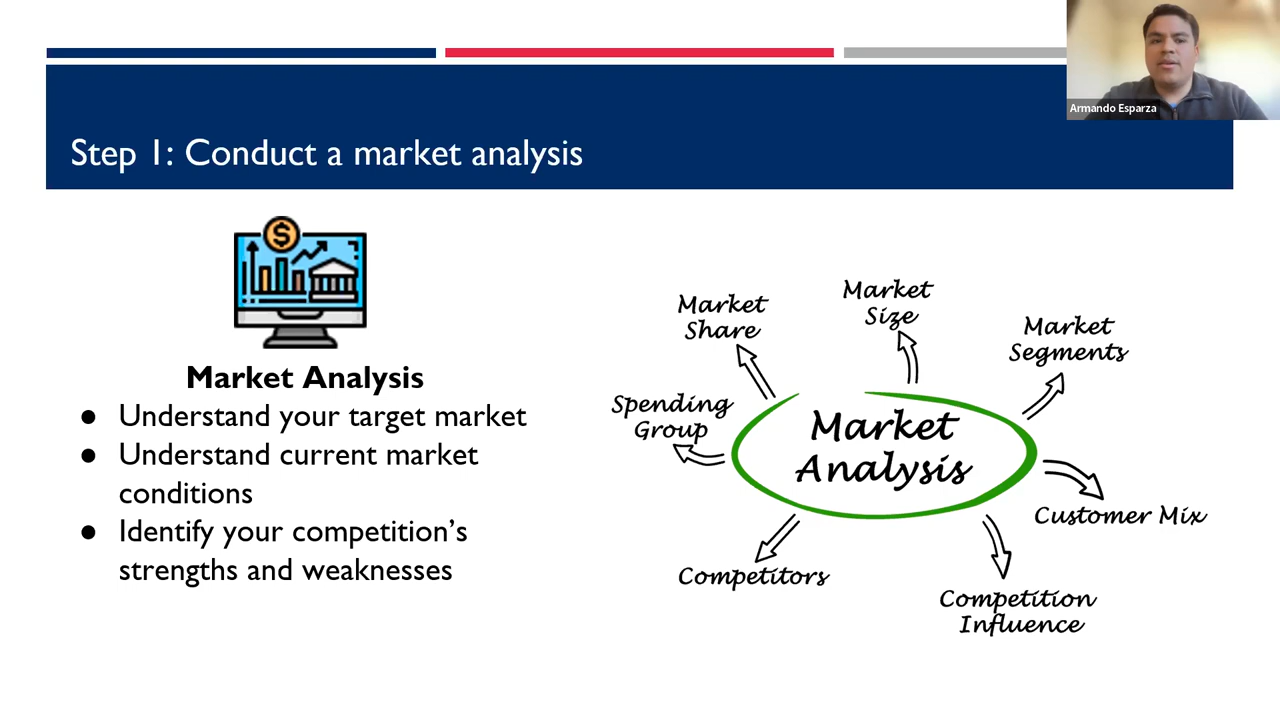 Armando Esparza
Step 1: Conduct a market analysis
$
Market Analysis
● Understand your target market
● Understand current market
conditions
● Identify your competition’s
strengths and weaknesses
Market
Share
Market
Size
Market
Segments
Spending
Group
Market
Analysis
Customer Mix
Competitors
Competition
Influence